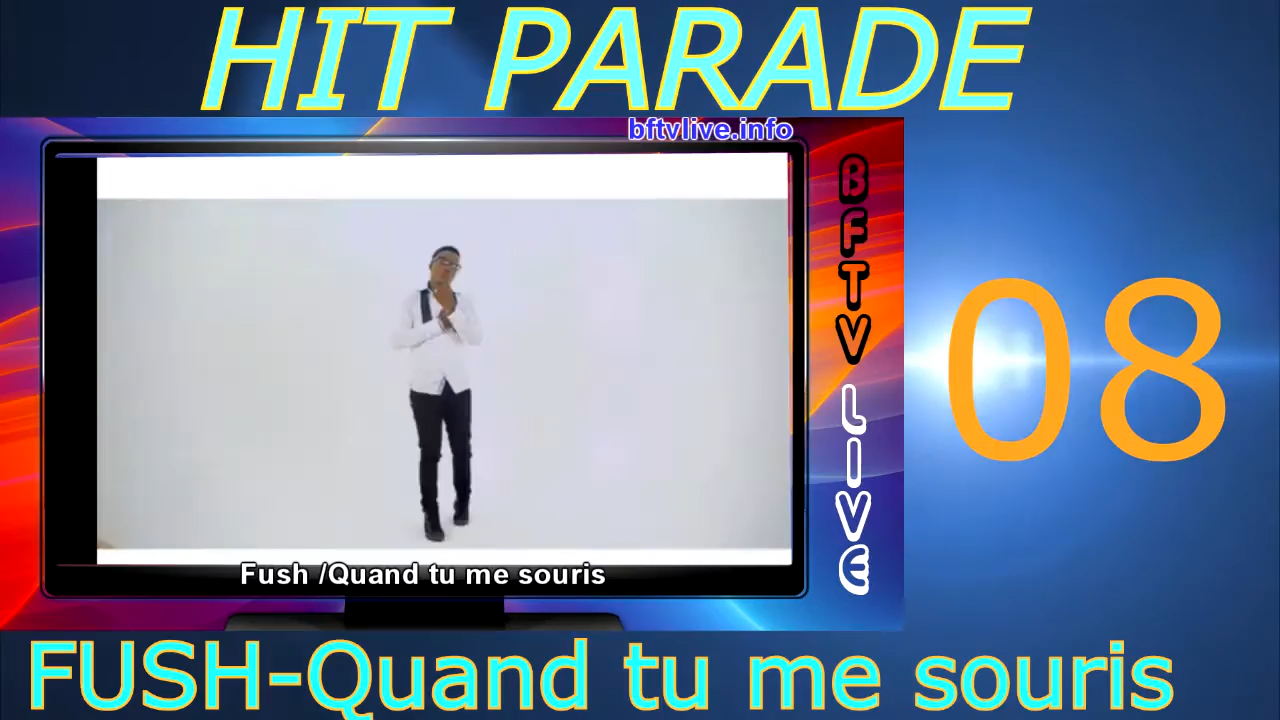 HIT PARADE
bftvlive.info
BFTV LIVE
08
Fush /Quand tu me souris
FUSH-Quand tu me souris